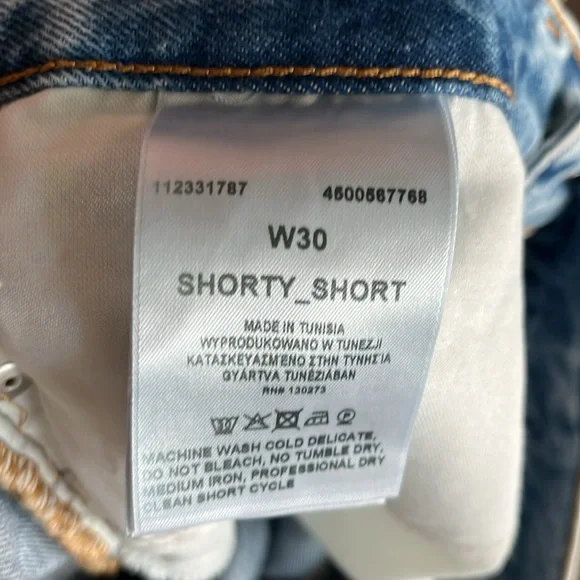 112331787 4500567768
W30
SHORTY_SHORT
MADE IN TUNISIA
WYPRODUKOWANO W TUNEZJI
ΚΑΤΑΣΚΕΥΑΣΜΕΝΟ ΣΤΗΝ ΤΥΝΗΣΙΑ
GYÁRTVA TUNÉZIÁBAN
RN# 130273
MACHINE WASH COLD DELICATE,
DO NOT BLEACH, NO TUMBLE DRY,
MEDIUM IRON, PROFESSIONAL DRY
CLEAN SHORT CYCLE